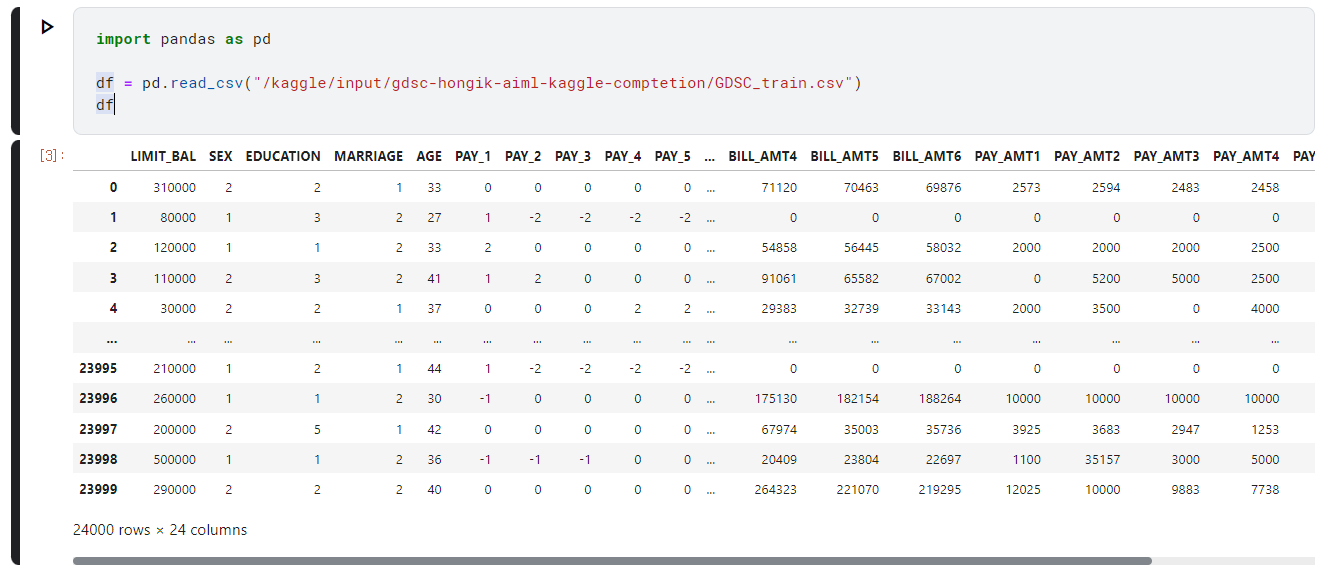 import pandas as pd
df = pd.read_csv("/kaggle/input/gdsc-hongik-aiml-kaggle-comptetion/GDSC_train.csv")
df
[3]:
LIMIT_BAL SEX EDUCATION MARRIAGE AGE PAY_1 PAY_2 PAY_3 PAY_4 PAY_5 ... BILL_AMT4 BILL_AMT5 BILL_AMT6 PAY_AMT1 PAY_AMT2 PAY_AMT3 PAY_AMT4 PAY
0 310000 2 2 1 33 0 0 0 0 0 ... 71120 70463 69876 2573 2594 2483 2458
1 80000 1 3 2 27 1 -2 -2 -2 -2 ... 0 0 0 0 0 0 0
2 120000 1 1 2 33 2 0 0 0 0 ... 54858 56445 58032 2000 2000 2000 2500
3 110000 2 3 2 41 1 2 0 0 0 ... 91061 65582 67002 0 5200 5000 2500
4 30000 2 2 1 37 0 0 0 2 2 ... 29383 32739 33143 2000 3500 0 4000
... ... ... ... ... ... ... ... ... ... ... ... ... ... ... ... ... ... ...
23995 210000 1 2 1 44 1 -2 -2 -2 -2 ... 0 0 0 0 0 0 0
23996 260000 1 1 2 30 -1 0 0 0 0 ... 175130 182154 188264 10000 10000 10000 10000
23997 200000 2 5 1 42 0 0 0 0 0 ... 67974 35003 35736 3925 3683 2947 1253
23998 500000 1 1 2 36 -1 -1 -1 0 0 ... 20409 23804 22697 1100 35157 3000 5000
23999 290000 2 2 2 40 0 0 0 0 0 ... 264323 221070 219295 12025 10000 9883 7738
24000 rows × 24 columns